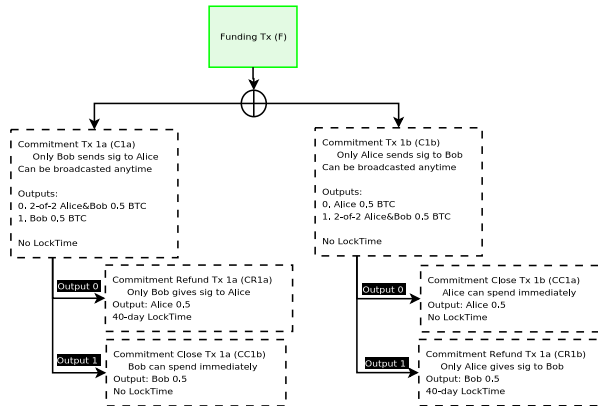 Funding Tx (F)
Commitment Tx 1a (C1a)
Only Bob sends sig to Alice
Can be broadcasted anytime
Outputs:
0. 2-of-2 Alice&Bob 0.5 BTC
1. Bob 0.5 BTC
No LockTime
Commitment Tx 1b (C1b)
Only Alice sends sig to Bob
Can be broadcasted anytime
Outputs:
0. Alice 0.5 BTC
1. 2-of-2 Alice&Bob 0.5 BTC
No LockTime
Output 0
Commitment Refund Tx 1a (CR1a)
Only Bob gives sig to Alice
Output: Alice 0.5
40-day LockTime
Output 1
Commitment Close Tx 1a (CC1b)
Bob can spend immediately
Output: Bob 0.5
No LockTime
Output 0
Commitment Close Tx 1b (CC1a)
Alice can spend immediately
Output: Alice 0.5
No LockTime
Output 1
Commitment Refund Tx 1a (CR1b)
Only Alice gives sig to Bob
Output: Bob 0.5
40-day LockTime